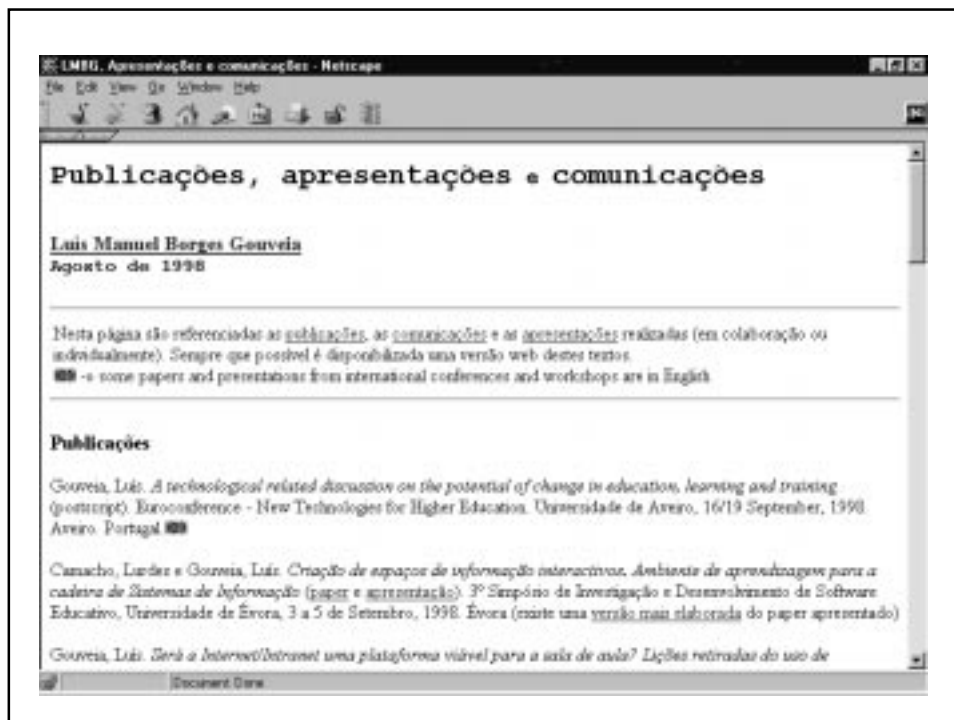 LMBG. Apresentações e comunicações - Netscape
File Edit View Go Window Help
Publicações, apresentações e comunicações
Luis Manuel Borges Gouveia
Agosto de 1998
Nesta página são referenciadas as publicações, as comunicações e as apresentações realizadas (em colaboração ou
individualmente). Sempre que possível é disponibilizada uma versão web destes textos.
-» some papers and presentations from international conferences and workshops are in English
Publicações
Gouveia, Luis. A technological related discussion on the potential of change in education, learning and training
(postscript). Euroconference - New Technologies for Higher Education. Universidade de Aveiro, 16/19 September, 1998.
Aveiro. Portugal
Camacho, Lurdes e Gouveia, Luís. Criação de espaços de informação interactivos. Ambiente de aprendizagem para a
cadeira de Sistemas de Informação (paper e apresentação). 3º Simpósio de Investigação e Desenvolvimento de Software
Educativo, Universidade de Évora, 3 a 5 de Setembro, 1998. Évora (existe uma versão mais elaborada do paper apresentado)
Gouveia, Luis. Será a Internet/Intranet uma plataforma viável para a sala de aula? Lições retiradas do uso de
Document Done